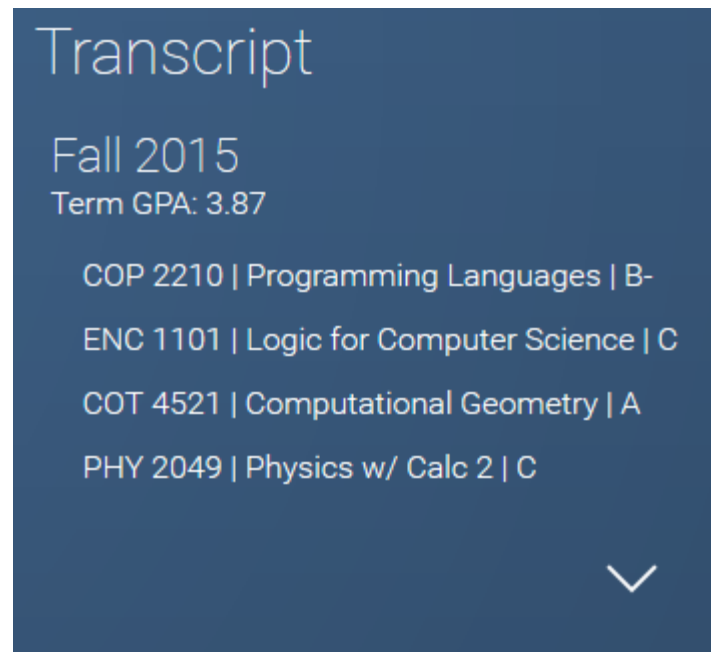 Transcript
Fall 2015
Term GPA: 3.87
COP 2210 | Programming Languages | B-
ENC 1101 | Logic for Computer Science | C
COT 4521 | Computational Geometry | A
PHY 2049 | Physics w/ Calc 2 | C